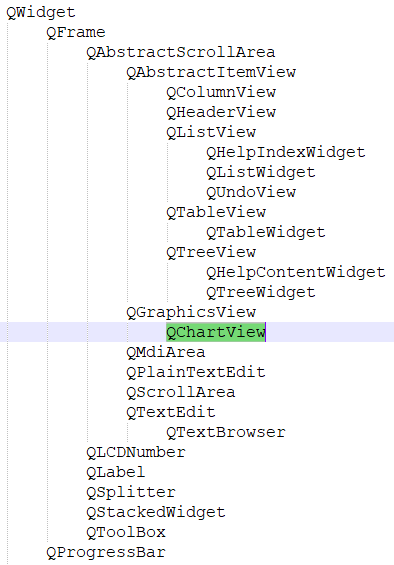 QWidget
QFrame
QAbstractScrollArea
QAbstractItemView
QColumnView
QHeaderView
QListView
QHelpIndexWidget
QListWidget
QUndoView
QTableView
QTableWidget
QTreeView
QHelpContentWidget
QTreeWidget
QGraphicsView
QChartView
QMdiArea
QPlainTextEdit
QScrollArea
QTextEdit
QTextBrowser
QLCDNumber
QLabel
QSplitter
QStackedWidget
QToolBox
QProgressBar